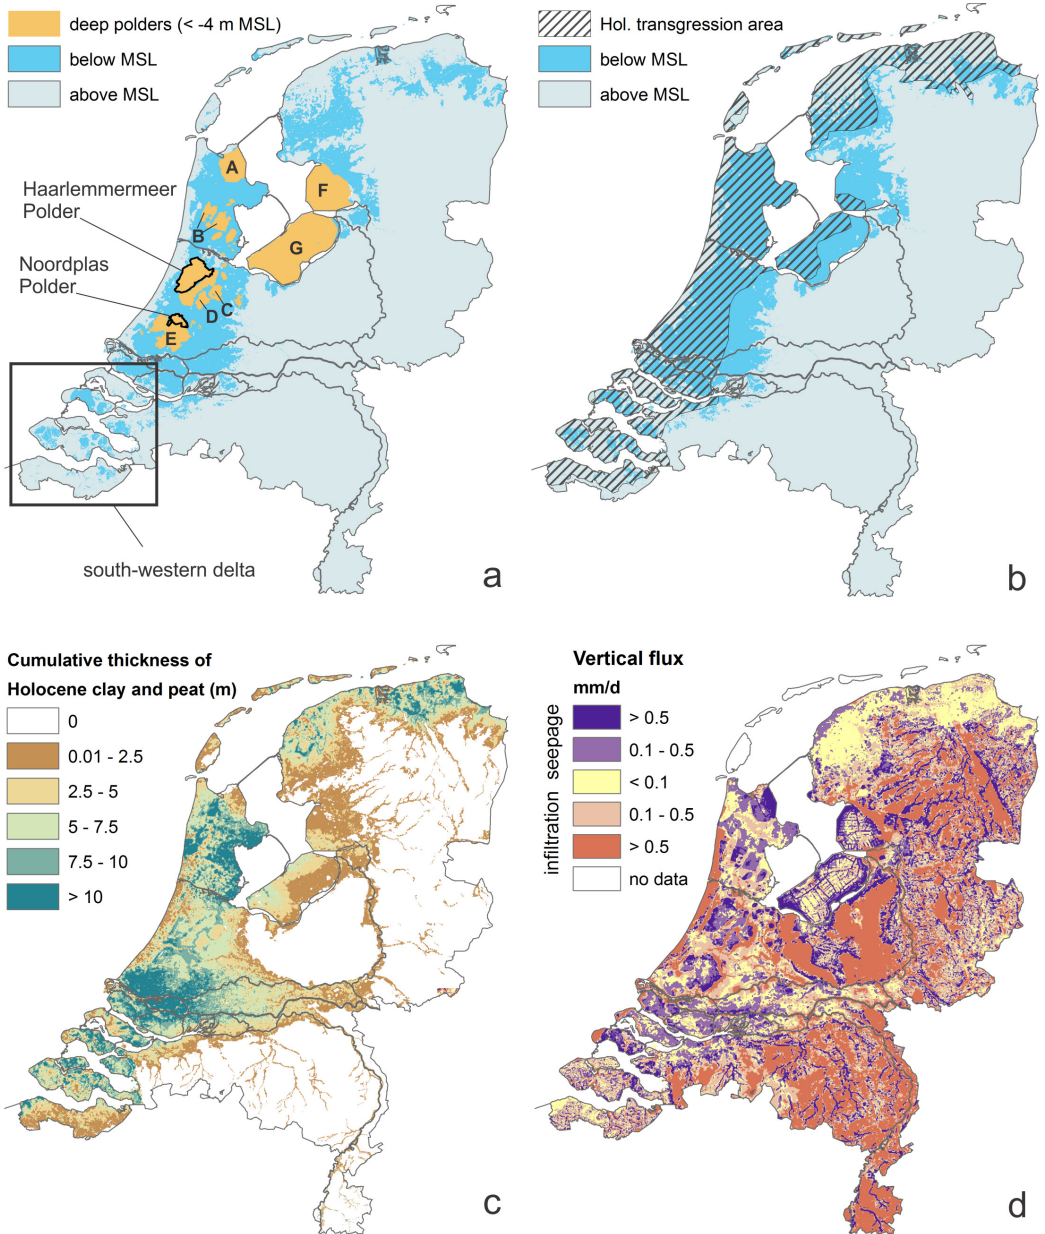 deep polders (< -4 m MSL)
below MSL
above MSL
Haarlemmermeer
Polder
Noordplas
Polder
A
B
C
D
E
F
G
south-western delta
a
Hol. transgression area
below MSL
above MSL
b
Cumulative thickness of
Holocene clay and peat (m)
0
0.01 - 2.5
2.5 - 5
5 - 7.5
7.5 - 10
> 10
c
Vertical flux
mm/d
infiltration seepage
> 0.5
0.1 - 0.5
< 0.1
0.1 - 0.5
> 0.5
no data
d